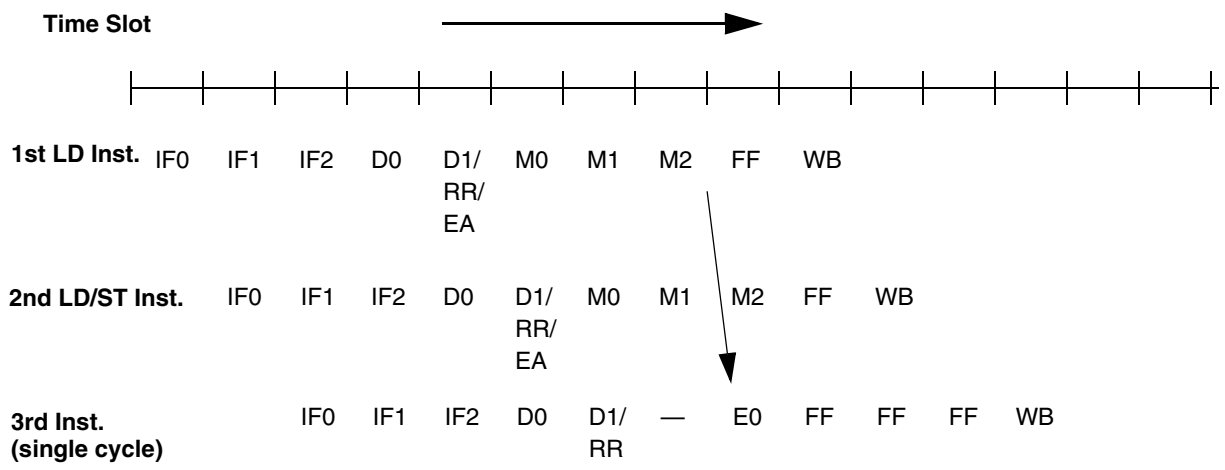 Time Slot
1st LD Inst. IF0 IF1 IF2 D0 D1/ M0 M1 M2 FF WB
RR/
EA
2nd LD/ST Inst. IF0 IF1 IF2 D0 D1/ M0 M1 M2 FF WB
RR/
EA
3rd Inst. IF0 IF1 IF2 D0 D1/ — E0 FF FF FF WB
(single cycle) RR